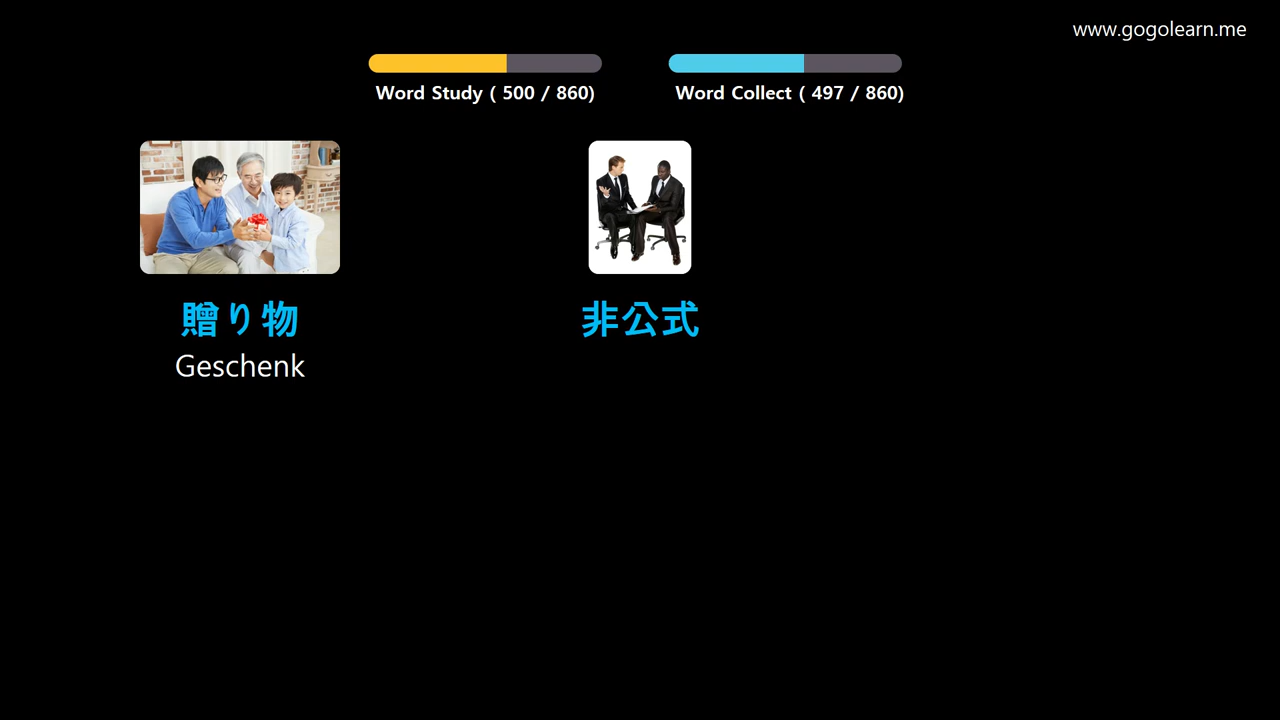 www.gogolearn.me
Word Study ( 500 / 860)
Word Collect ( 497 / 860)
贈り物
Geschenk
非公式